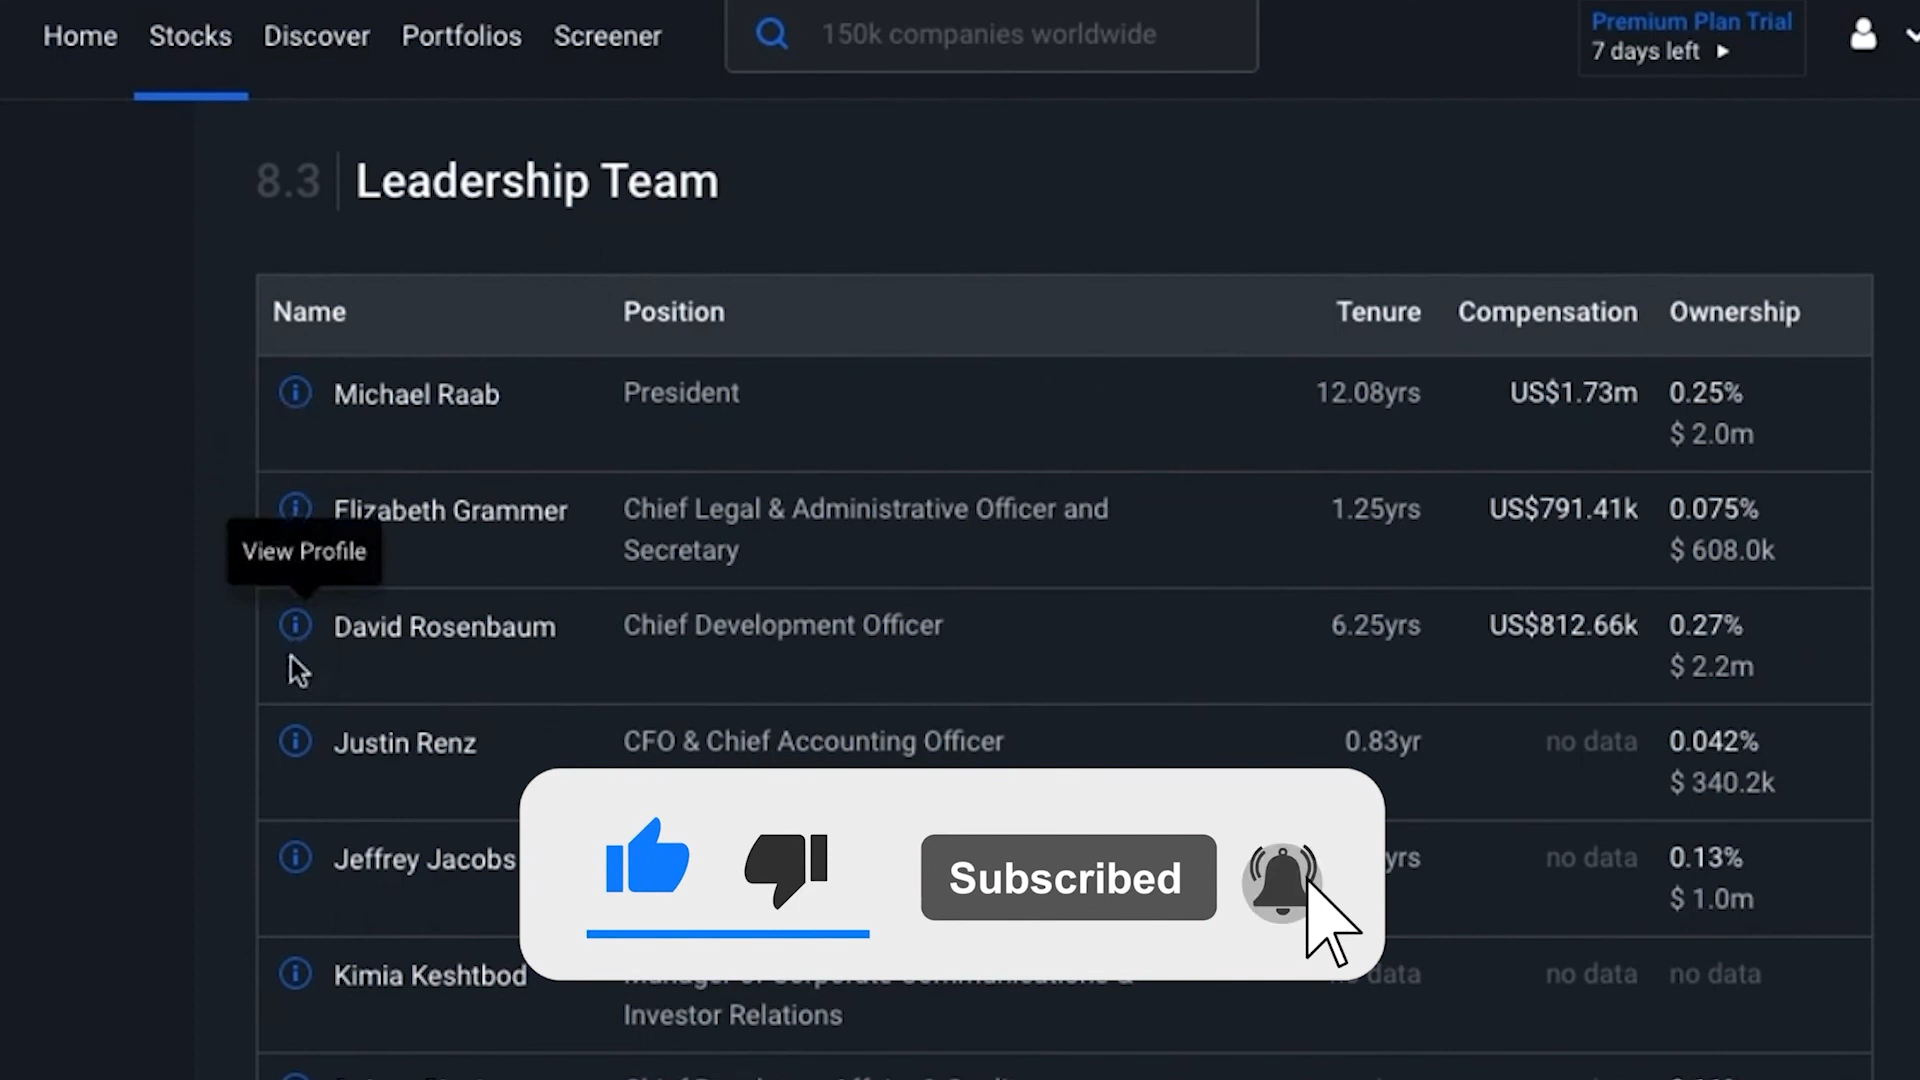 Home Stocks Discover Portfolios Screener
150k companies worldwide
Premium Plan Trial
7 days left
8.3 Leadership Team
Name Position Tenure Compensation Ownership
Michael Raab President 12.08yrs US$1.73m 0.25%
$ 2.0m
Elizabeth Grammer Chief Legal & Administrative Officer and 1.25yrs US$791.41k 0.075%
Secretary $ 608.0k
View Profile
David Rosenbaum Chief Development Officer 6.25yrs US$812.66k 0.27%
$ 2.2m
Justin Renz CFO & Chief Accounting Officer 0.83yr no data 0.042%
$ 340.2k
Jeffrey Jacobs yrs no data 0.13%
$ 1.0m
Subscribed
Kimia Keshtbod data no data no data
Investor Relations